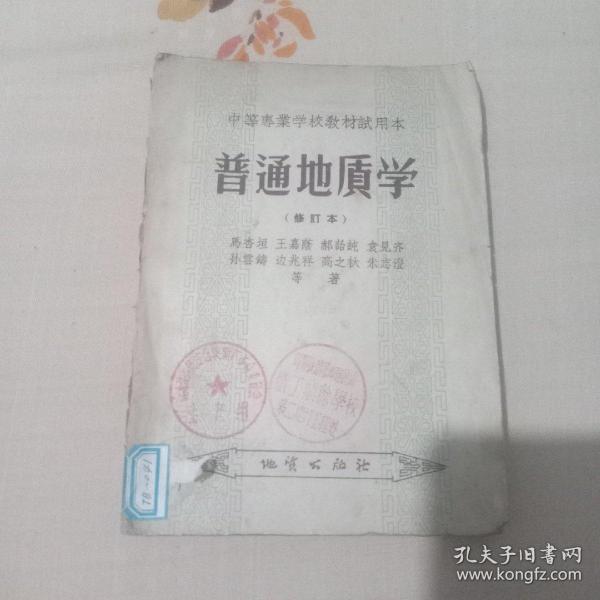 中等專業学校教材試用本
普通地质学
(修訂本)
馬杏垣 王嘉蔭 郝詒純 袁見齐
孙雲鑄 边兆祥 高之杕 朱志澄
等 著
地質出版社
孔夫子旧书网
www.kongfz.com